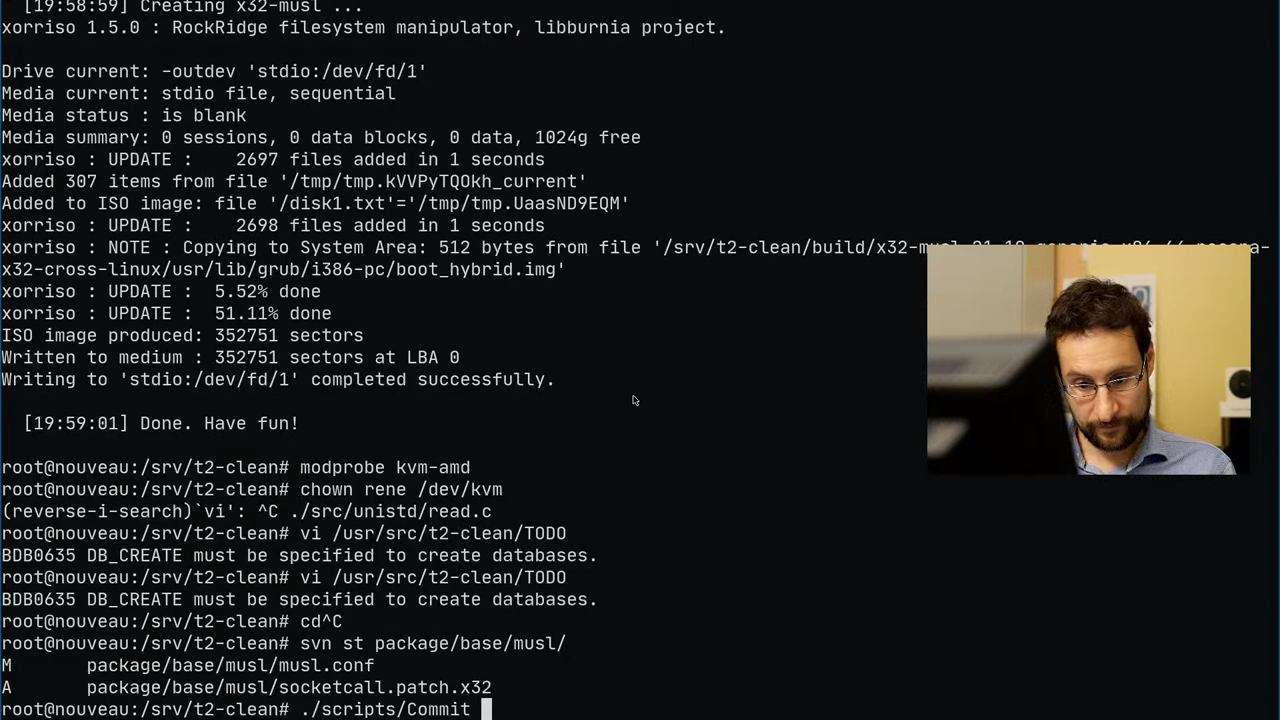 [19:58:59] Creating x32-musl ...
xorriso 1.5.0 : RockRidge filesystem manipulator, libburnia project.
Drive current: -outdev 'stdio:/dev/fd/1'
Media current: stdio file, sequential
Media status : is blank
Media summary: 0 sessions, 0 data blocks, 0 data, 1024g free
xorriso : UPDATE :    2697 files added in 1 seconds
Added 307 items from file '/tmp/tmp.kVVPyTQOkh_current'
Added to ISO image: file '/disk1.txt'='/tmp/tmp.UaasND9EQM'
xorriso : UPDATE :    2698 files added in 1 seconds
xorriso : NOTE : Copying to System Area: 512 bytes from file '/srv/t2-clean/build/x32-
x32-cross-linux/usr/lib/grub/i386-pc/boot_hybrid.img'
xorriso : UPDATE :  5.52% done
xorriso : UPDATE :  51.11% done
ISO image produced: 352751 sectors
Written to medium : 352751 sectors at LBA 0
Writing to 'stdio:/dev/fd/1' completed successfully.
[19:59:01] Done. Have fun!
root@nouveau:/srv/t2-clean# modprobe kvm-amd
root@nouveau:/srv/t2-clean# chown rene /dev/kvm
(reverse-i-search)`vi': ^C ./src/unistd/read.c
root@nouveau:/srv/t2-clean# vi /usr/src/t2-clean/TODO
BDB0635 DB_CREATE must be specified to create databases.
root@nouveau:/srv/t2-clean# vi /usr/src/t2-clean/TODO
BDB0635 DB_CREATE must be specified to create databases.
root@nouveau:/srv/t2-clean# cd^C
root@nouveau:/srv/t2-clean# svn st package/base/musl/
M       package/base/musl/musl.conf
A       package/base/musl/socketcall.patch.x32
root@nouveau:/srv/t2-clean# ./scripts/Commit